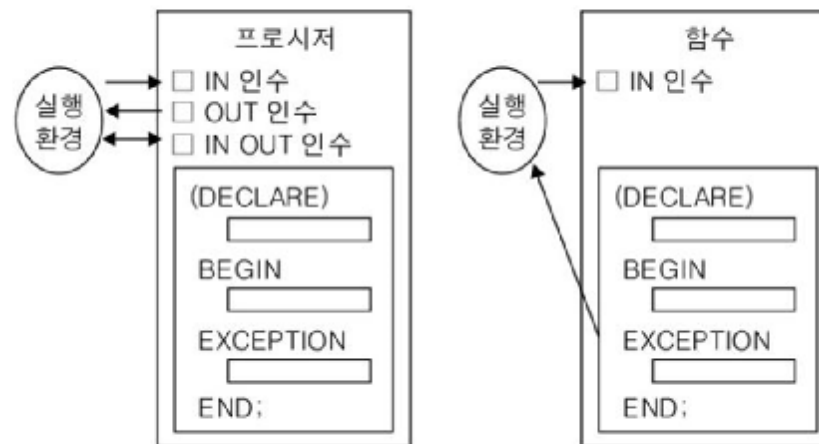 프로시저
실행
환경
□ IN 인수
□ OUT 인수
□ IN OUT 인수
(DECLARE)
BEGIN
EXCEPTION
END;
함수
실행
환경
□ IN 인수
(DECLARE)
BEGIN
EXCEPTION
END;